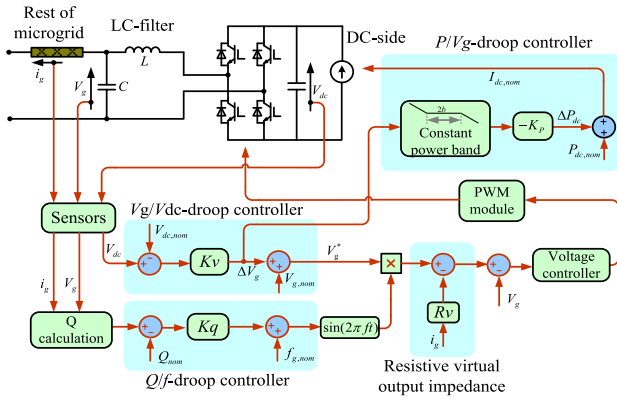 Rest of
microgrid
LC-filter
DC-side
P/Vg-droop controller
i_g
V_g
L
C
V_dc
I_dc,nom
2b
Constant
power band
−K_P
ΔP_dc
+
+
P_dc,nom
PWM
module
Sensors
Vg/Vdc-droop controller
V_dc
V_dc,nom
−
−
Kv
ΔV_g
+
+
V_g,nom
V_g^*
×
+
−
+
−
Voltage
controller
V_g
Rv
i_g
i_g
V_g
Q
calculation
+
−
Q_nom
Kq
+
+
f_g,nom
sin(2π ft)
Q/f-droop controller
Resistive virtual
output impedance